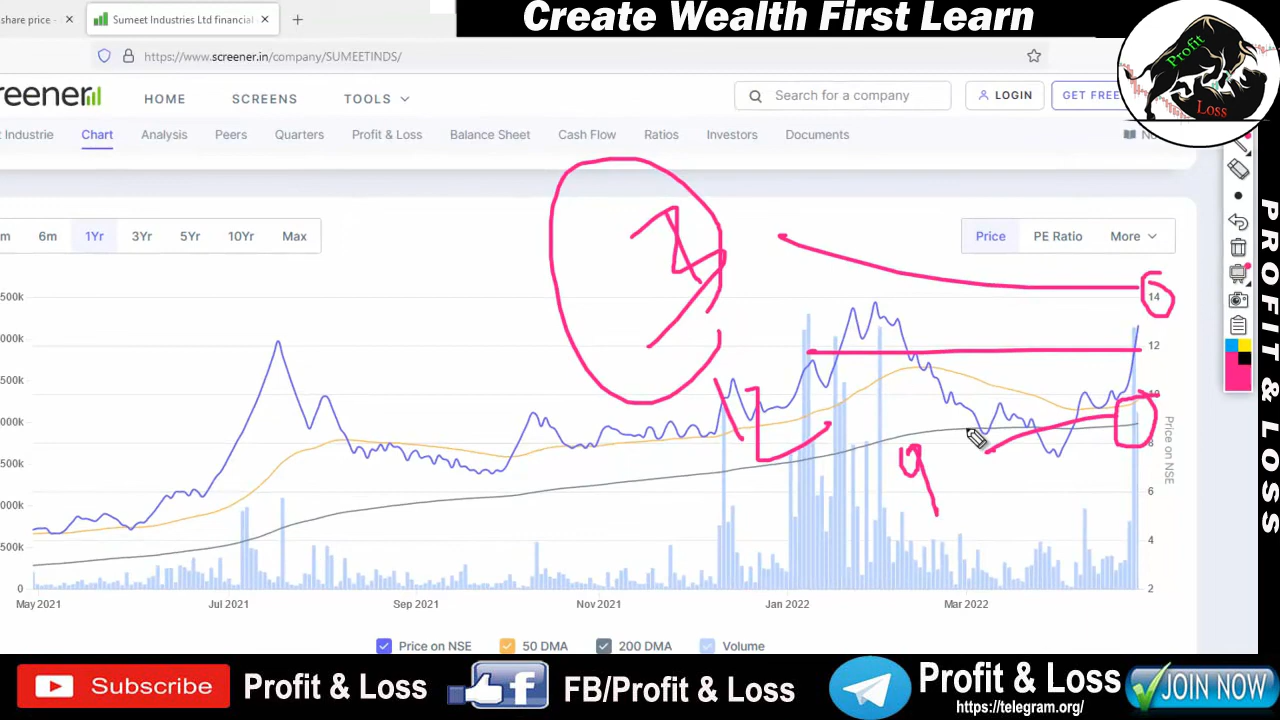 Create Wealth First Learn
share price - ×
Sumeet Industries Ltd financial ×
+
https://www.screener.in/company/SUMEETINDS/
Profit
Loss
reener
HOME
SCREENS
TOOLS
Search for a company
LOGIN
GET FREE
t Industrie
Chart
Analysis
Peers
Quarters
Profit & Loss
Balance Sheet
Cash Flow
Ratios
Investors
Documents
m
6m
1Yr
3Yr
5Yr
10Yr
Max
Price
PE Ratio
More
500k
000k
500k
000k
500k
000k
500k
0
14
12
10
8
6
4
2
Price on NSE
12
9
May 2021
Jul 2021
Sep 2021
Nov 2021
Jan 2022
Mar 2022
Price on NSE
50 DMA
200 DMA
Volume
PROFIT & LOSS
Subscribe
Profit & Loss
f
FB/Profit & Loss
Profit & Loss
https://telegram.org/
JOIN NOW